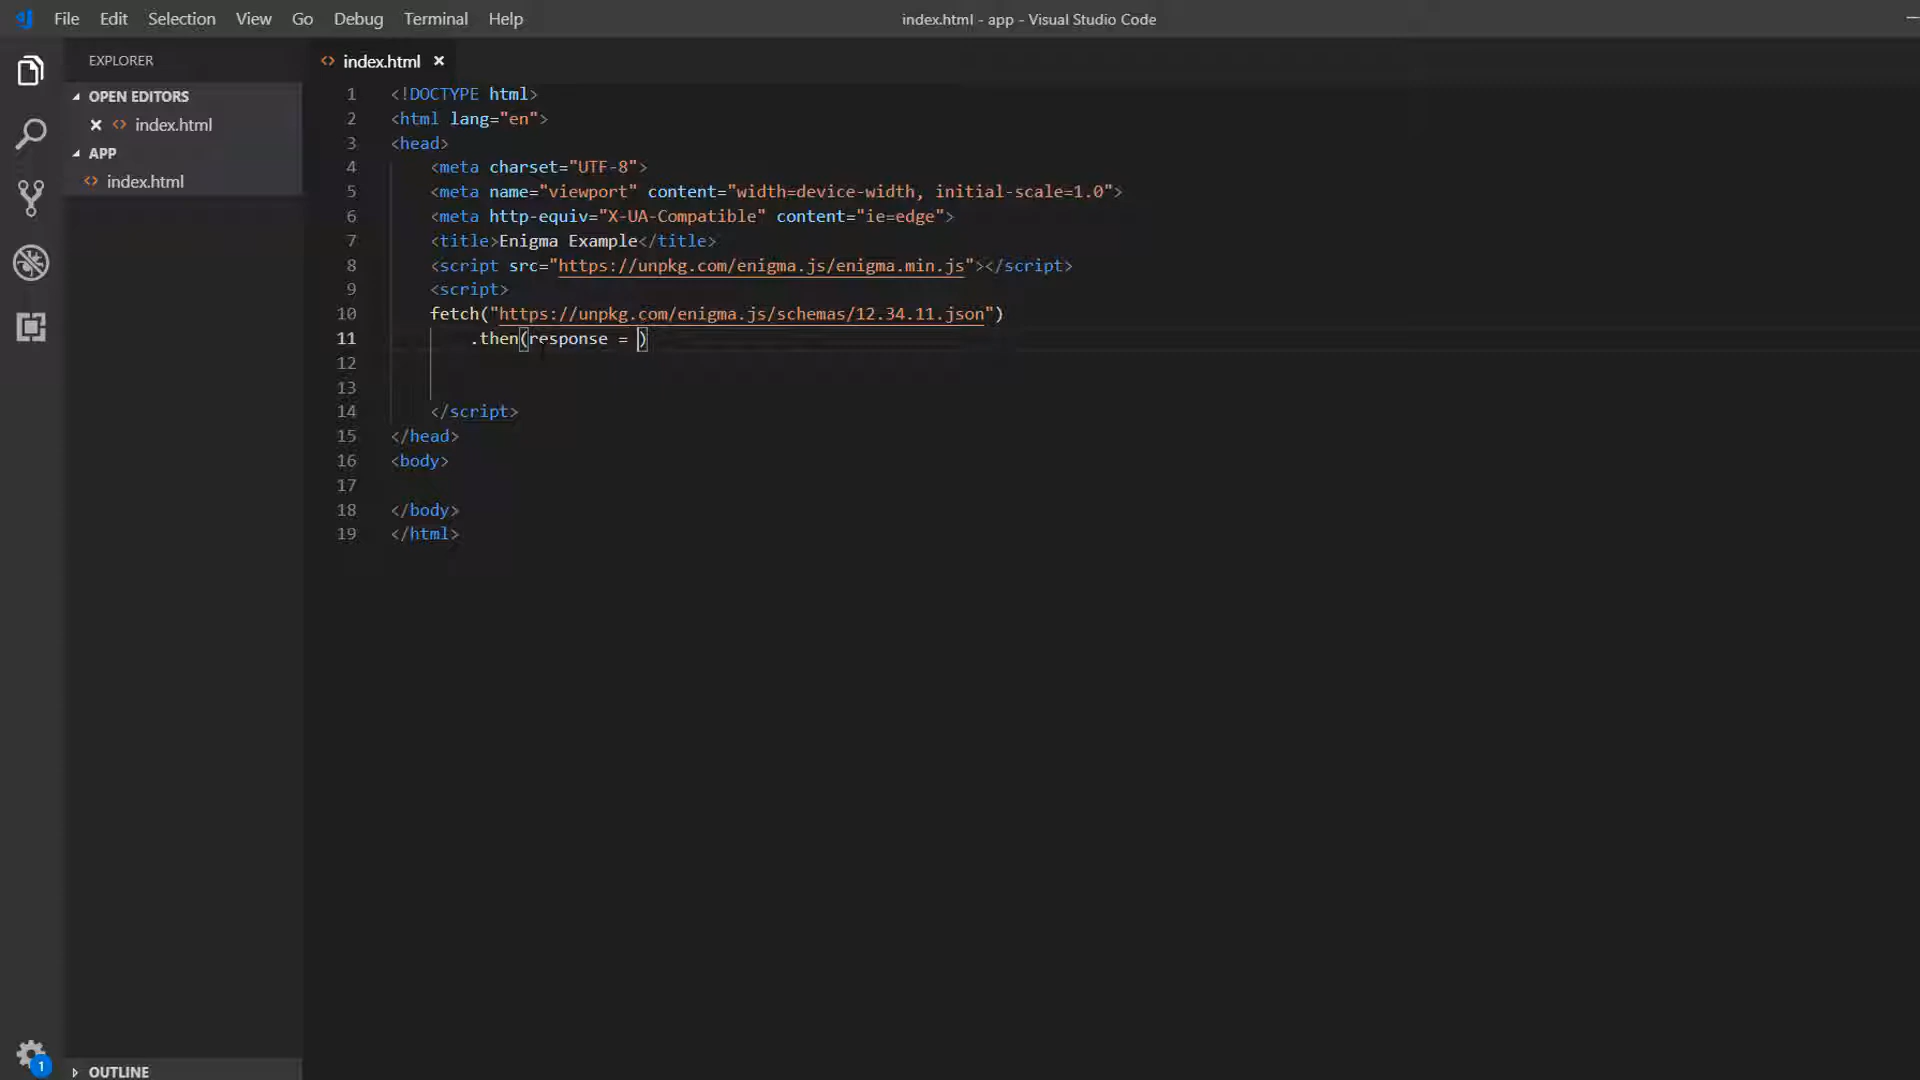 File Edit Selection View Go Debug Terminal Help
index.html - app - Visual Studio Code
EXPLORER
OPEN EDITORS
index.html
APP
index.html
OUTLINE
1
index.html
1 <!DOCTYPE html>
2 <html lang="en">
3 <head>
4 <meta charset="UTF-8">
5 <meta name="viewport" content="width=device-width, initial-scale=1.0">
6 <meta http-equiv="X-UA-Compatible" content="ie=edge">
7 <title>Enigma Example</title>
8 <script src="https://unpkg.com/enigma.js/enigma.min.js"></script>
9 <script>
10 fetch("https://unpkg.com/enigma.js/schemas/12.34.11.json")
11 .then(response = )
12
13
14 </script>
15 </head>
16 <body>
17
18 </body>
19 </html>